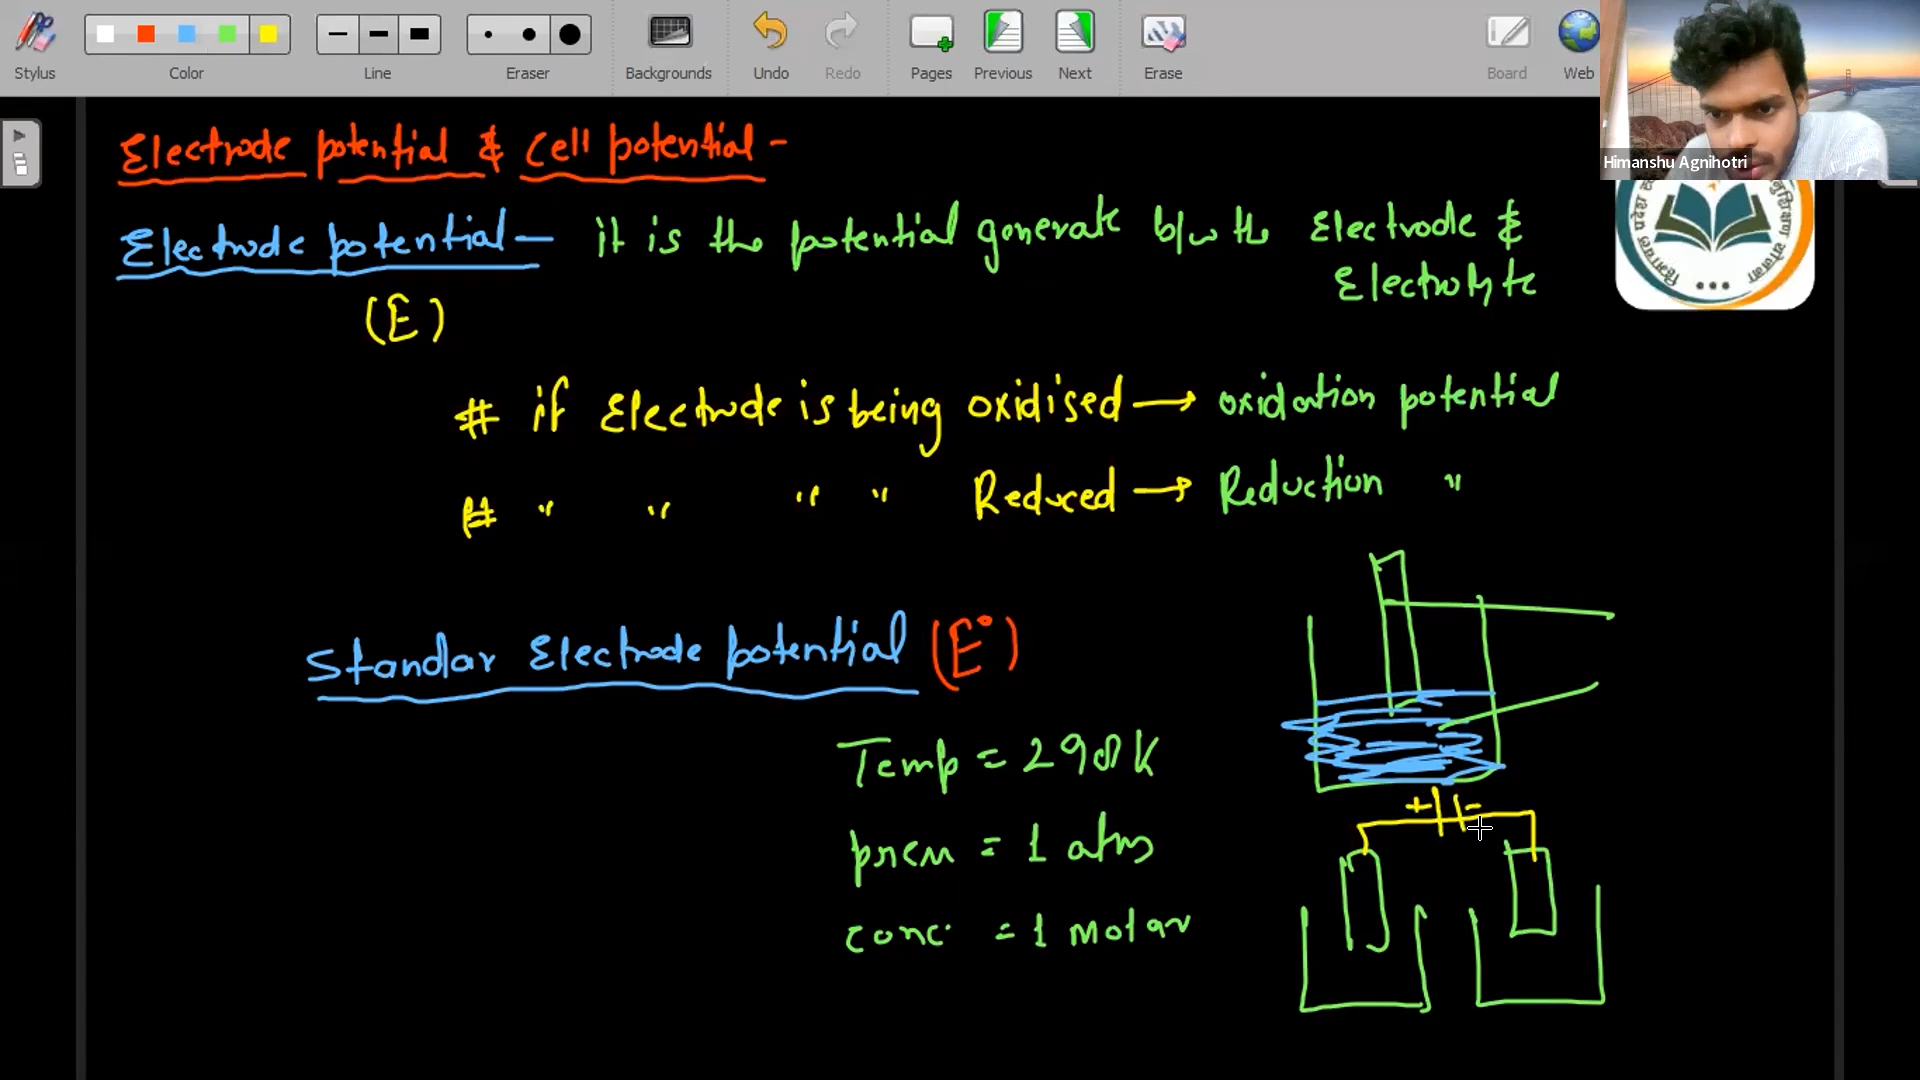 Stylus Color Line Eraser Backgrounds Undo Redo Pages Previous Next Erase Board Web
Himanshu Agnihotri
Electrode potential & Cell potential -
Electrode potential — it is the potential generate b/w the Electrode &
Electrolyte
(E)
# if Electrode is being oxidised → oxidation potential
# " " " " Reduced → Reduction "
Standar Electrode potential (E°)
Temp = 298K
= 1 atm
conc. = 1 Molar
+ -